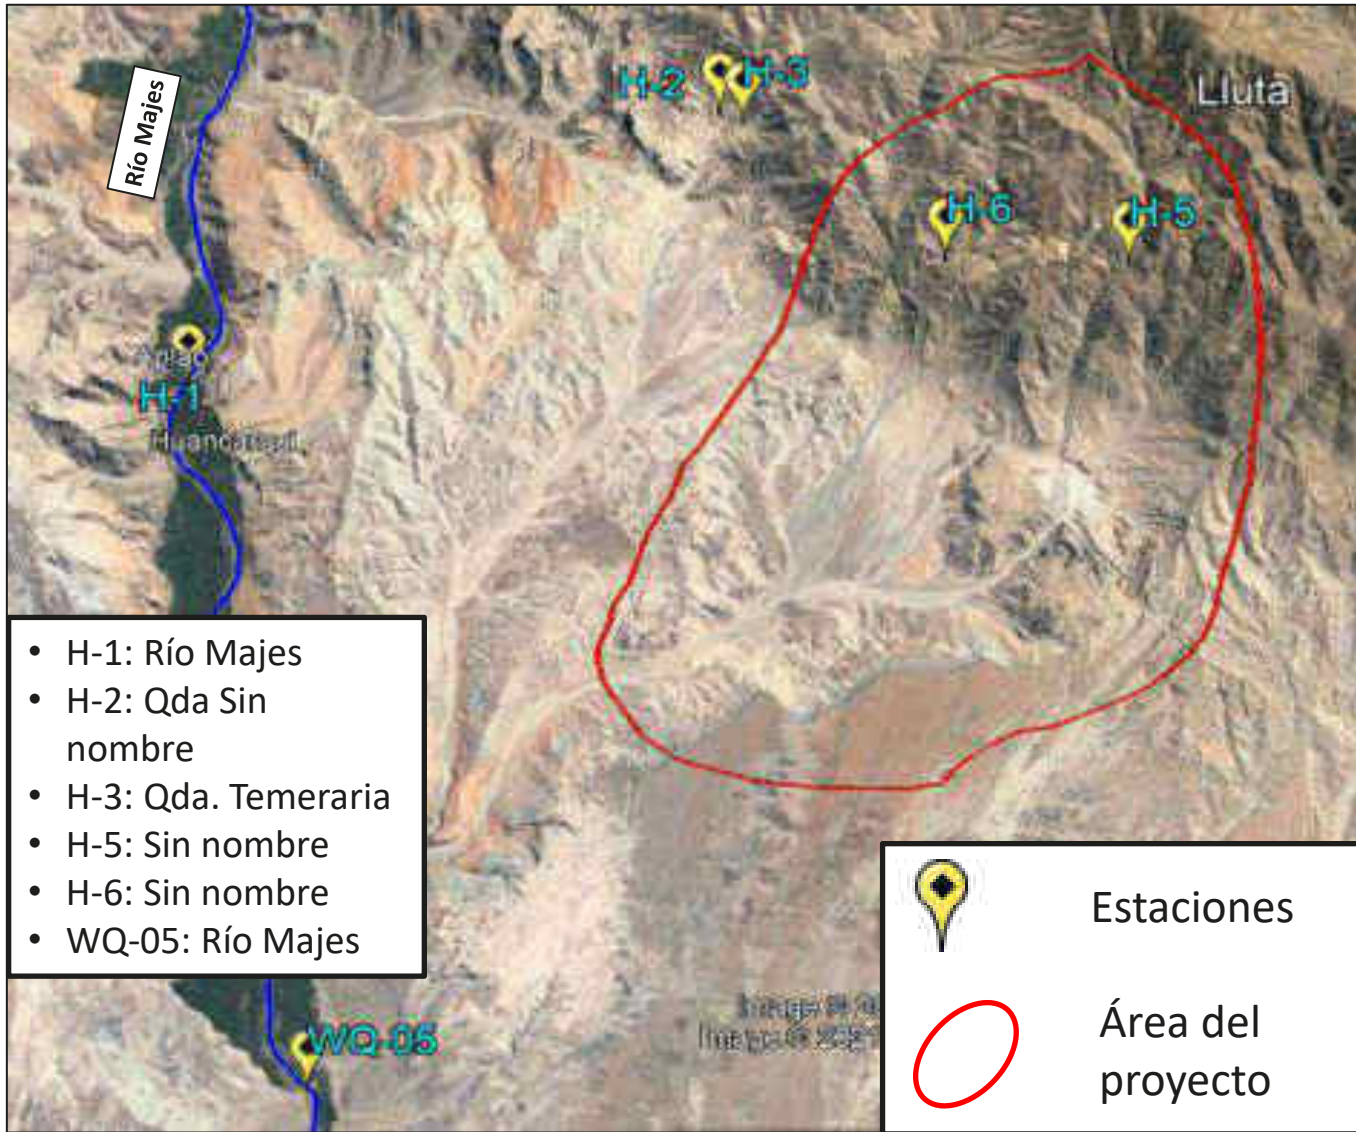 Río Majes
H-2
H-3
Lluta
H-6
H-5
H-1
• H-1: Río Majes
• H-2: Qda Sin
nombre
• H-3: Qda. Temeraria
• H-5: Sin nombre
• H-6: Sin nombre
• WQ-05: Río Majes
WQ-05
Estaciones
Área del
proyecto